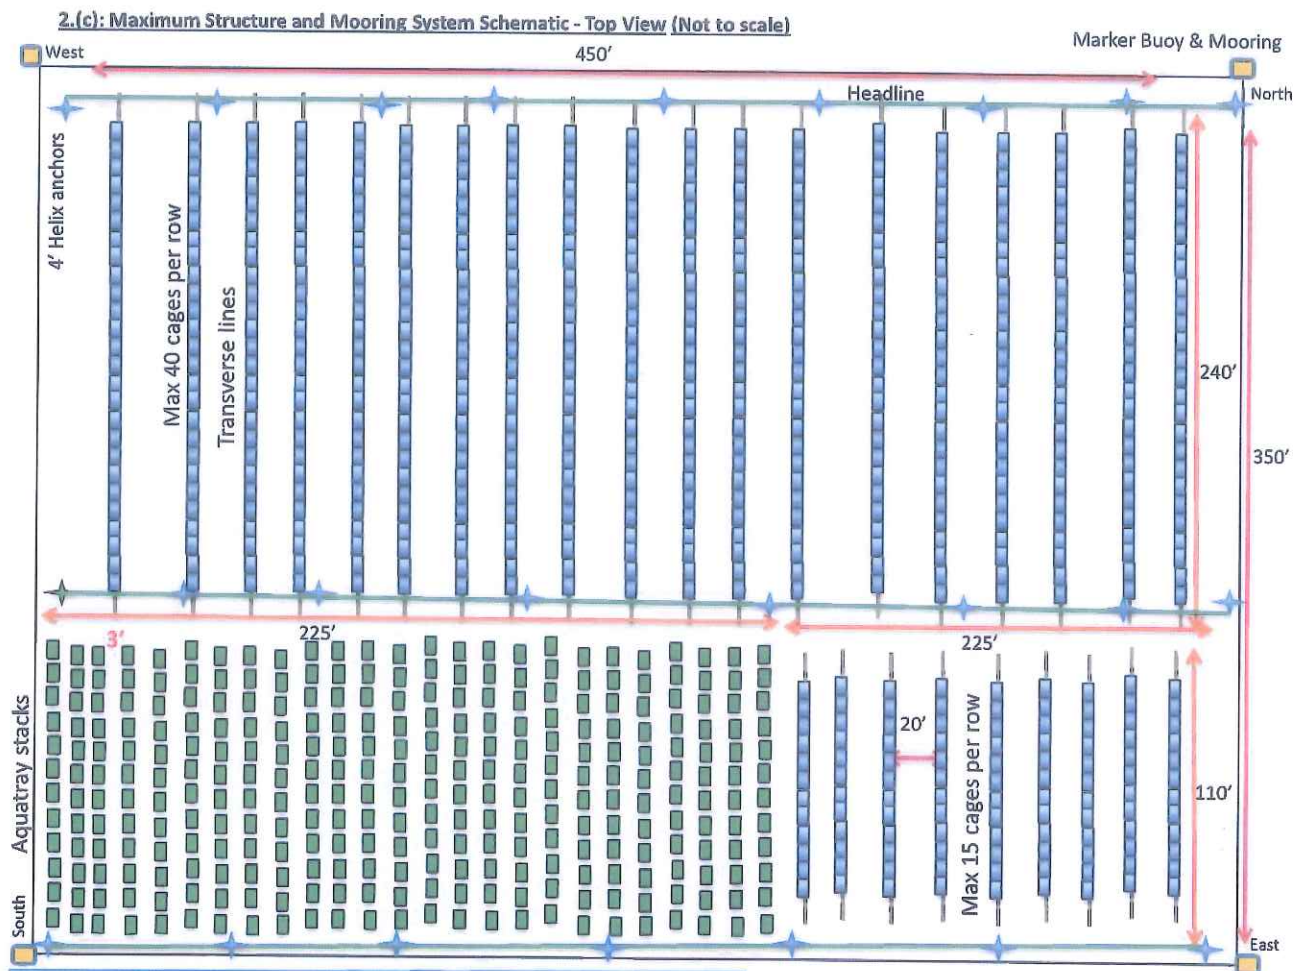 2.(c): Maximum Structure and Mooring System Schematic - Top View (Not to scale)
West
450'
Marker Buoy & Mooring
Headline
North
4' Helix anchors
Max 40 cages per row
Transverse lines
240'
350'
3'
225'
225'
Aquatray stacks
20'
Max 15 cages per row
110'
South
East